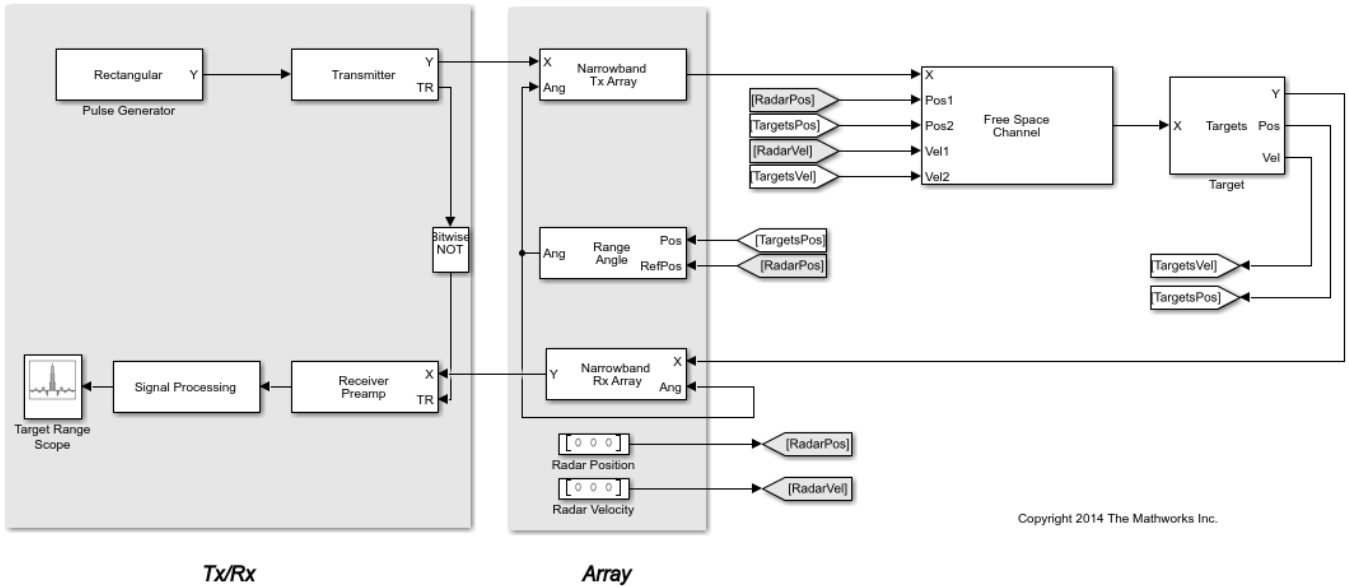 Rectangular
Y
Pulse Generator
Transmitter
Y
TR
Bitwise
NOT
Target Range
Scope
Signal Processing
Receiver
Preamp
X
TR
Tx/Rx
X
Ang
Narrowband
Tx Array
Ang
Range
Angle
Pos
RefPos
[TargetsPos]
[RadarPos]
Y
Narrowband
Rx Array
X
Ang
[ 0 0 0 ]
Radar Position
[RadarPos]
[ 0 0 0 ]
Radar Velocity
[RadarVel]
Array
[RadarPos]
[TargetsPos]
[RadarVel]
[TargetsVel]
X
Pos1
Pos2
Vel1
Vel2
Free Space
Channel
X
Targets
Y
Pos
Vel
Target
[TargetsVel]
[TargetsPos]
Copyright 2014 The Mathworks Inc.